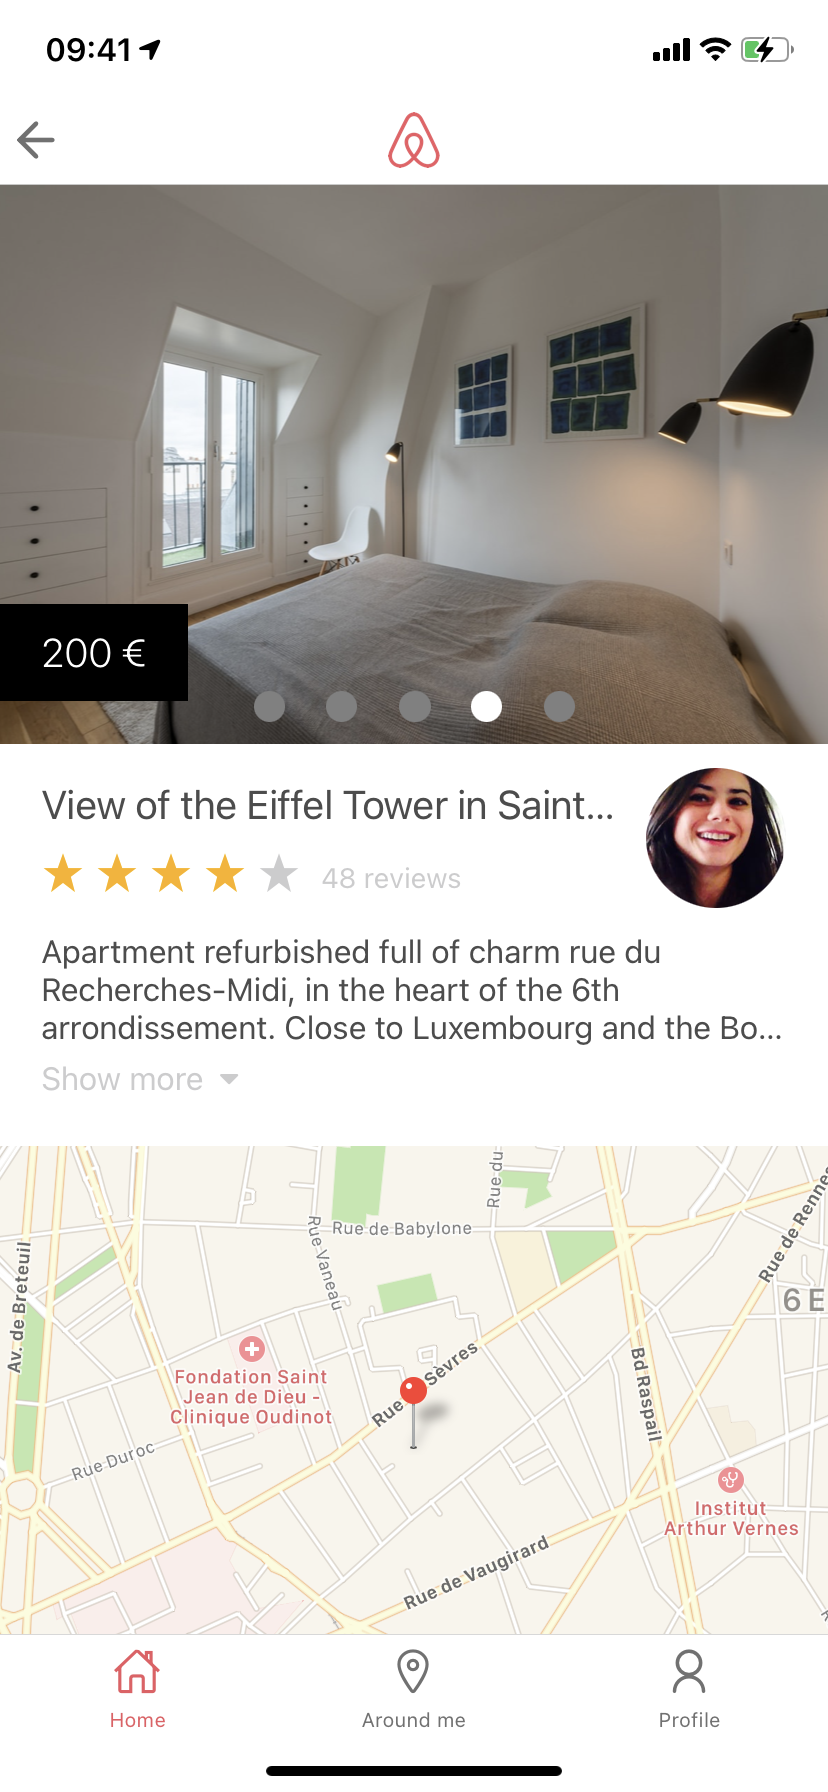 09:41
200 €
View of the Eiffel Tower in Saint...
48 reviews
Apartment refurbished full of charm rue du
Recherches-Midi, in the heart of the 6th
arrondissement. Close to Luxembourg and the Bo...
Show more
Rue du
Rue de Babylone
Rue Vaneau
Rue de Rennes
Av. de Breteuil
6 E
Rue Sèvres
Bd Raspail
Fondation Saint
Jean de Dieu -
Clinique Oudinot
Rue Duroc
Institut
Arthur Vernes
Rue de Vaugirard
Home
Around me
Profile